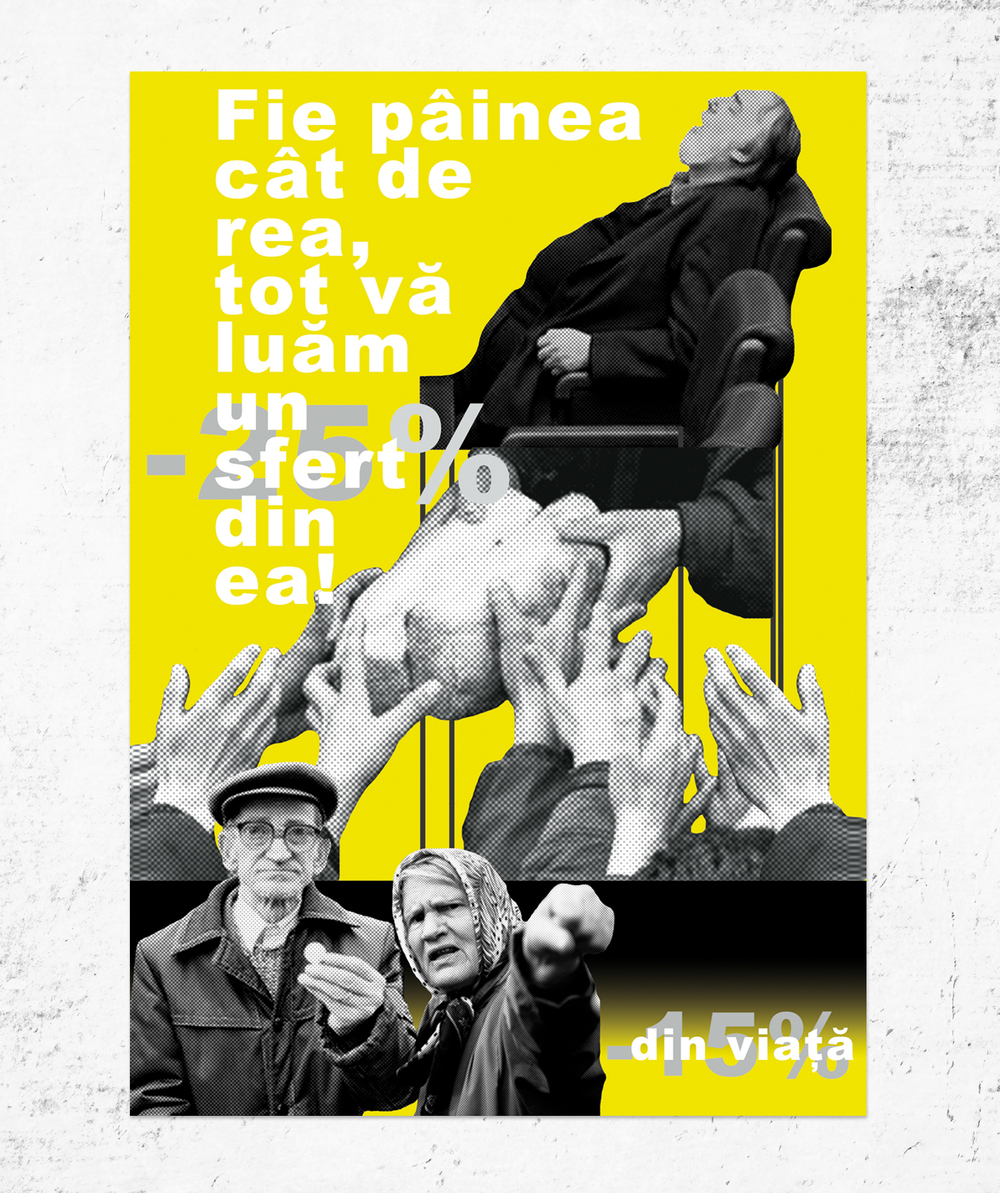 Fie pâinea
cât de
rea,
tot vă
luăm
un
-25%
sfert
din
ea!
-15%
din viață